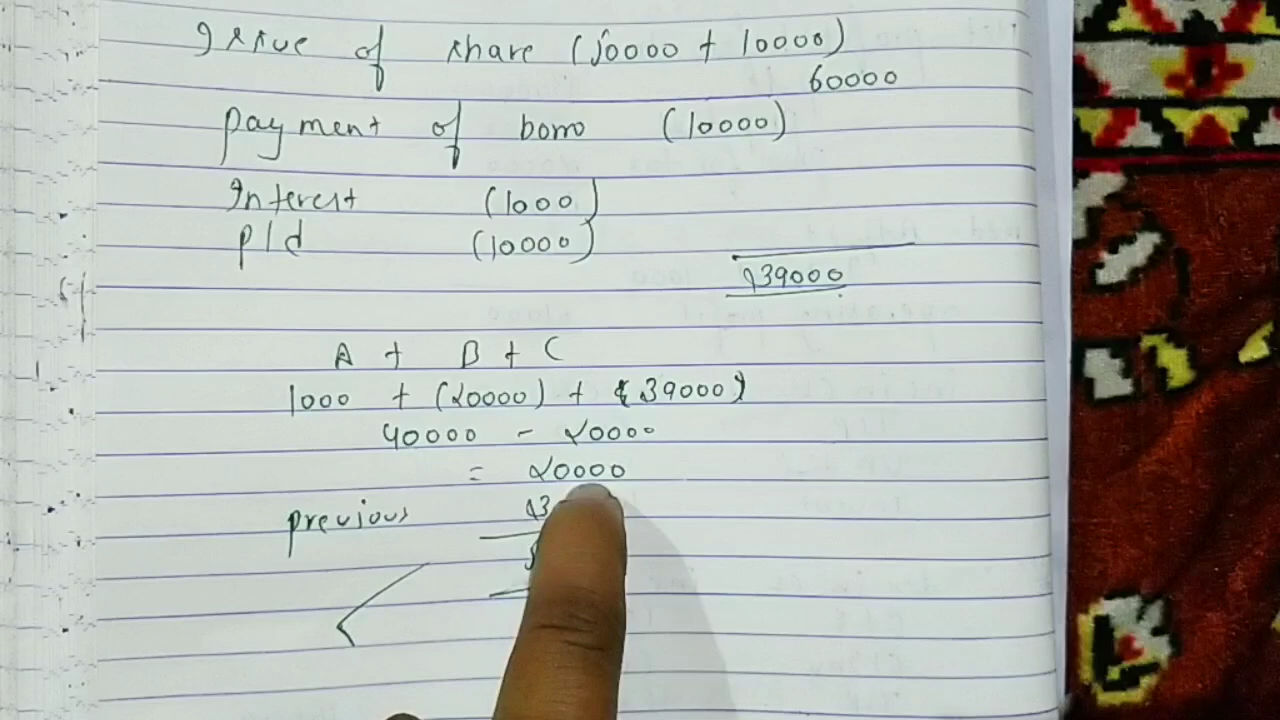 Issue of share (50000 + 10000)
60000
payment of borro (10000)
Interest (1000)
P/d (10000)
39000
A + B + C
1000 + (20000) + (39000)
40000 - 20000
= 20000
previous